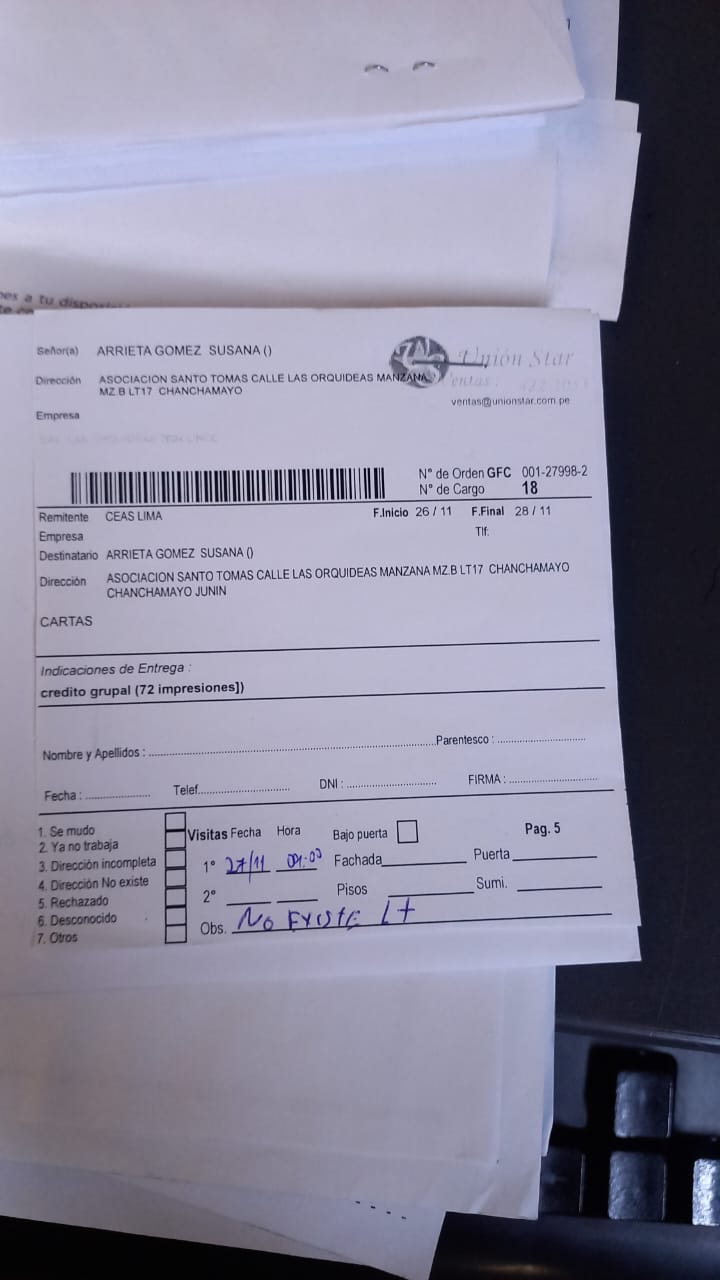 nes a tu
Señor(a) ARRIETA GOMEZ SUSANA ()
Unión Star
Dirección ASOCIACION SANTO TOMAS CALLE LAS ORQUIDEAS MANZANA
MZ.B LT17 CHANCHAMAYO
Ventas:
ventas@unionstar.com.pe
Empresa
N° de Orden GFC 001-27998-2
N° de Cargo 18
Remitente CEAS LIMA F.Inicio 26 / 11 F.Final 28 / 11
Empresa Tlf:
Destinatario ARRIETA GOMEZ SUSANA ()
Dirección ASOCIACION SANTO TOMAS CALLE LAS ORQUIDEAS MANZANA MZ.B LT17 CHANCHAMAYO
CHANCHAMAYO JUNIN
CARTAS
Indicaciones de Entrega :
credito grupal (72 impresiones])
Nombre y Apellidos : Parentesco :
Fecha : Telef. DNI : FIRMA :
1. Se mudo
2. Ya no trabaja
3. Dirección incompleta
4. Dirección No existe
5. Rechazado
6. Desconocido
7. Otros
Visitas Fecha Hora Bajo puerta Pag. 5
1° 27/11 09:00 Fachada Puerta
2° Pisos Sumi.
Obs. No EXISTE Lt